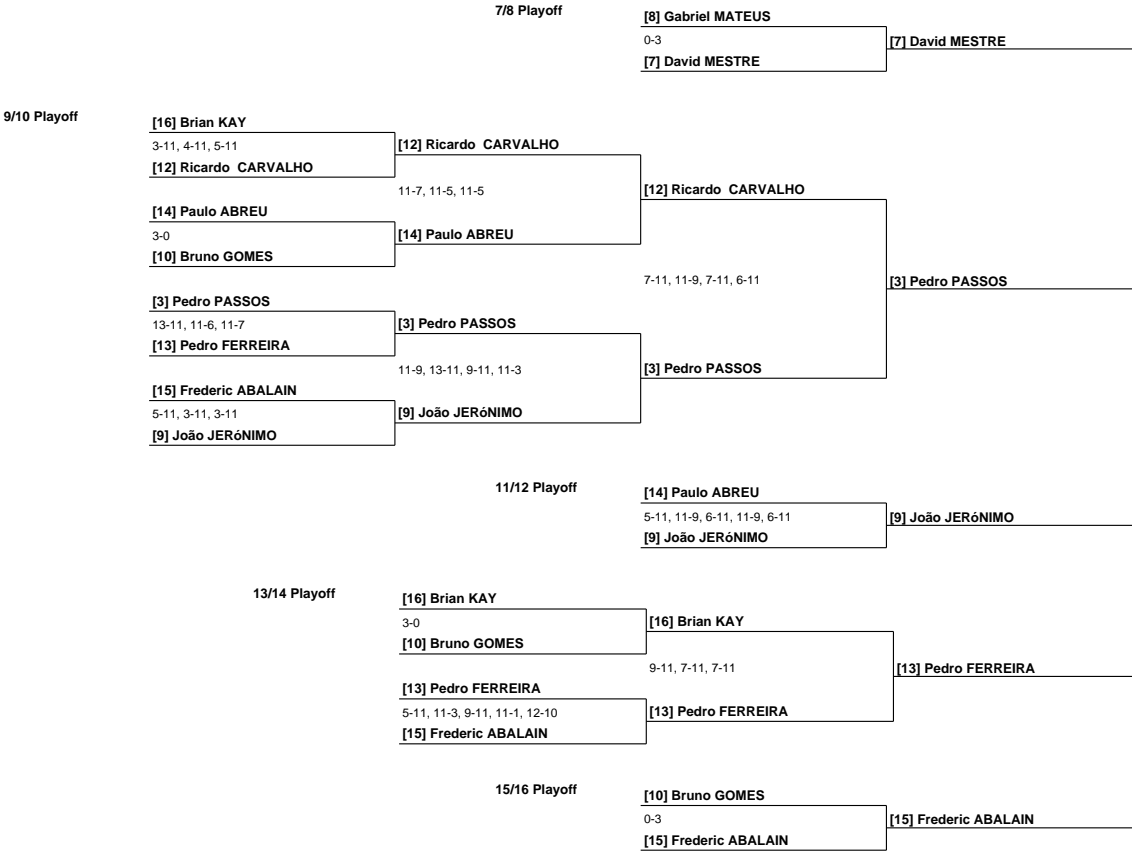 7/8 Playoff
[8] Gabriel MATEUS
0-3
[7] David MESTRE
[7] David MESTRE
9/10 Playoff
[16] Brian KAY
3-11, 4-11, 5-11
[12] Ricardo  CARVALHO
[12] Ricardo  CARVALHO
11-7, 11-5, 11-5
[12] Ricardo  CARVALHO
[14] Paulo ABREU
3-0
[14] Paulo ABREU
[10] Bruno GOMES
7-11, 11-9, 7-11, 6-11
[3] Pedro PASSOS
[3] Pedro PASSOS
13-11, 11-6, 11-7
[3] Pedro PASSOS
[13] Pedro FERREIRA
11-9, 13-11, 9-11, 11-3
[3] Pedro PASSOS
[15] Frederic ABALAIN
5-11, 3-11, 3-11
[9] João JERóNIMO
[9] João JERóNIMO
11/12 Playoff
[14] Paulo ABREU
5-11, 11-9, 6-11, 11-9, 6-11
[9] João JERóNIMO
[9] João JERóNIMO
13/14 Playoff
[16] Brian KAY
3-0
[16] Brian KAY
[10] Bruno GOMES
9-11, 7-11, 7-11
[13] Pedro FERREIRA
[13] Pedro FERREIRA
5-11, 11-3, 9-11, 11-1, 12-10
[13] Pedro FERREIRA
[15] Frederic ABALAIN
15/16 Playoff
[10] Bruno GOMES
0-3
[15] Frederic ABALAIN
[15] Frederic ABALAIN